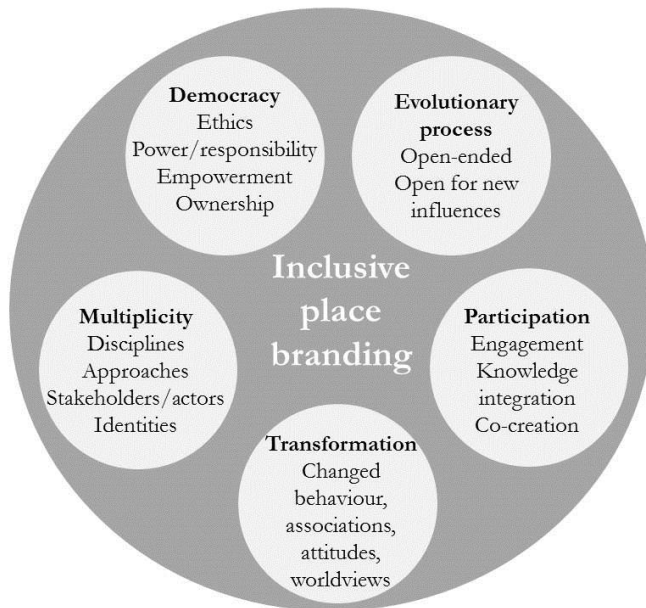 Democracy
Ethics
Power/responsibility
Empowerment
Ownership
Evolutionary
process
Open-ended
Open for new
influences
Inclusive
place
branding
Multiplicity
Disciplines
Approaches
Stakeholders/actors
Identities
Participation
Engagement
Knowledge
integration
Co-creation
Transformation
Changed
behaviour,
associations,
attitudes,
worldviews